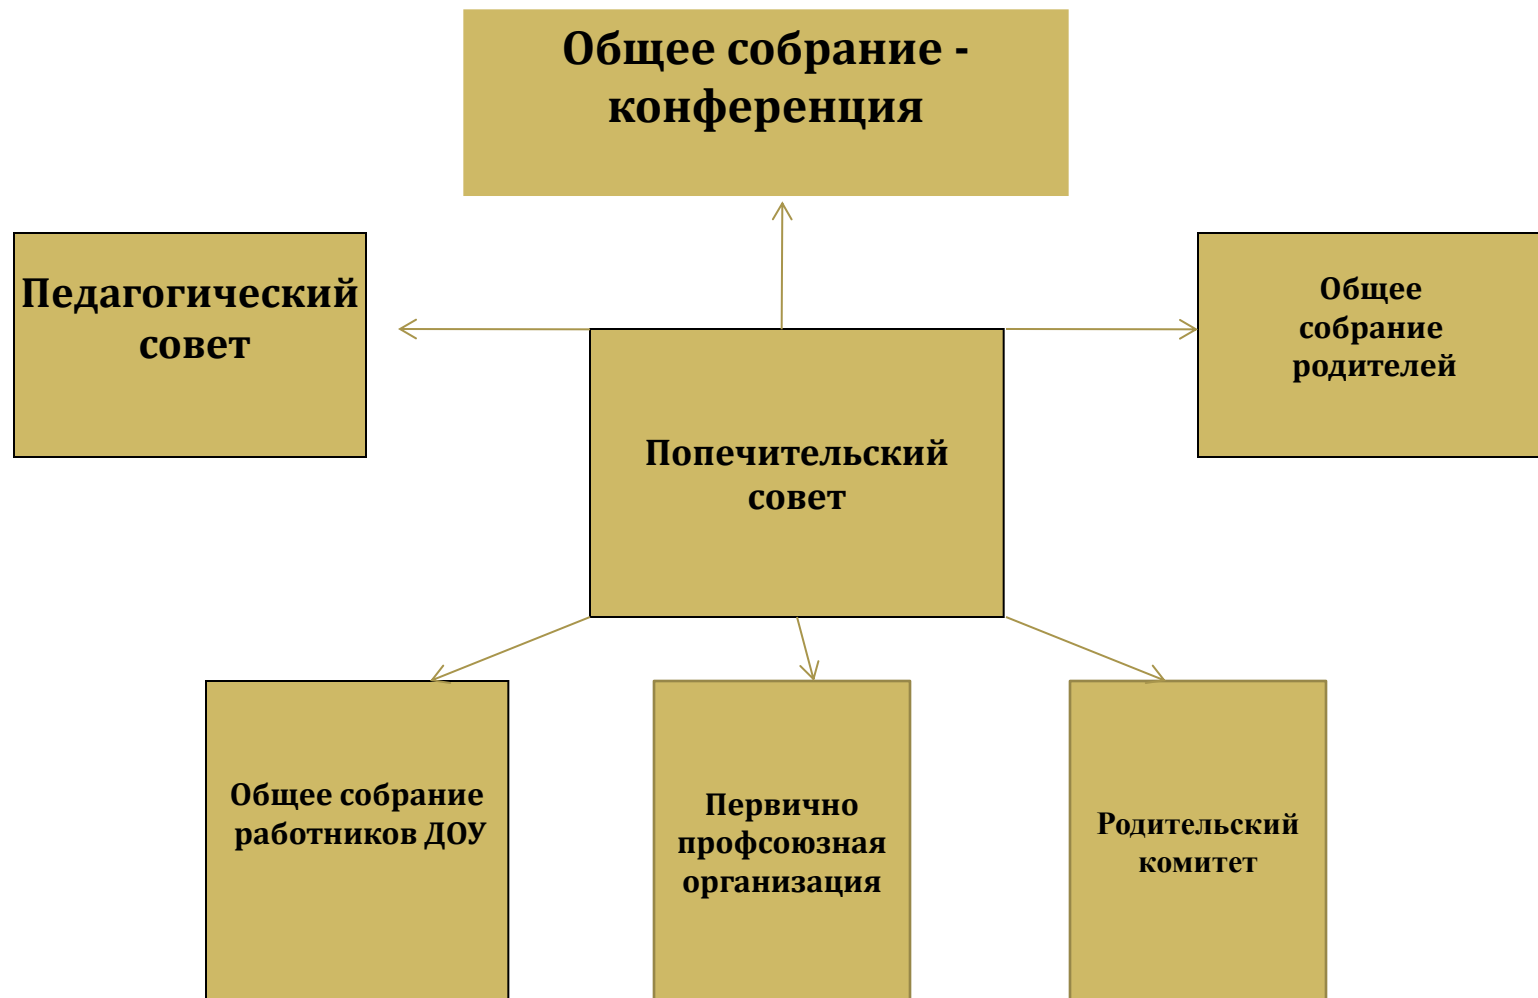 Общее собрание -
конференция
Педагогический
совет
Общее
собрание
родителей
Попечительский
совет
Общее собрание
работников ДОУ
Первично
профсоюзная
организация
Родительский
комитет